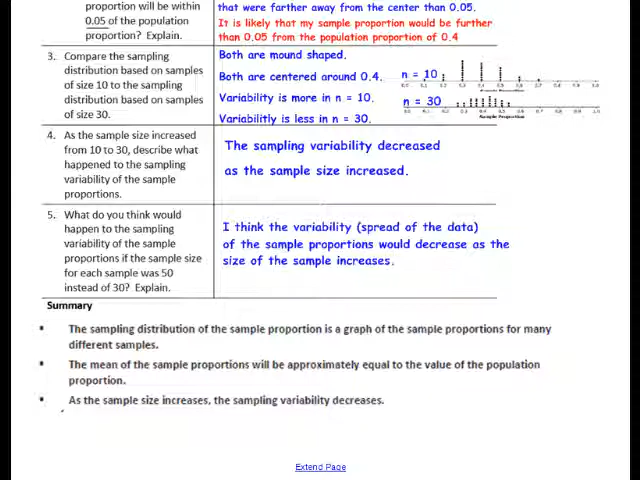 proportion will be within
0.05 of the population
proportion? Explain.
that were farther away from the center than 0.05.
It is likely that my sample proportion would be further
than 0.05 from the population proportion of 0.4
3. Compare the sampling
distribution based on samples
of size 10 to the sampling
distribution based on samples
of size 30.
Both are mound shaped.
Both are centered around 0.4.
Variability is more in n = 10.
Variabilitly is less in n = 30.
n = 10
n = 30
Sample Proportion
4. As the sample size increased
from 10 to 30, describe what
happened to the sampling
variability of the sample
proportions.
The sampling variability decreased
as the sample size increased.
5. What do you think would
happen to the sampling
variability of the sample
proportions if the sample size
for each sample was 50
instead of 30? Explain.
I think the variability (spread of the data)
of the sample proportions would decrease as the
size of the sample increases.
Summary
• The sampling distribution of the sample proportion is a graph of the sample proportions for many
different samples.
• The mean of the sample proportions will be approximately equal to the value of the population
proportion.
• As the sample size increases, the sampling variability decreases.
Extend Page